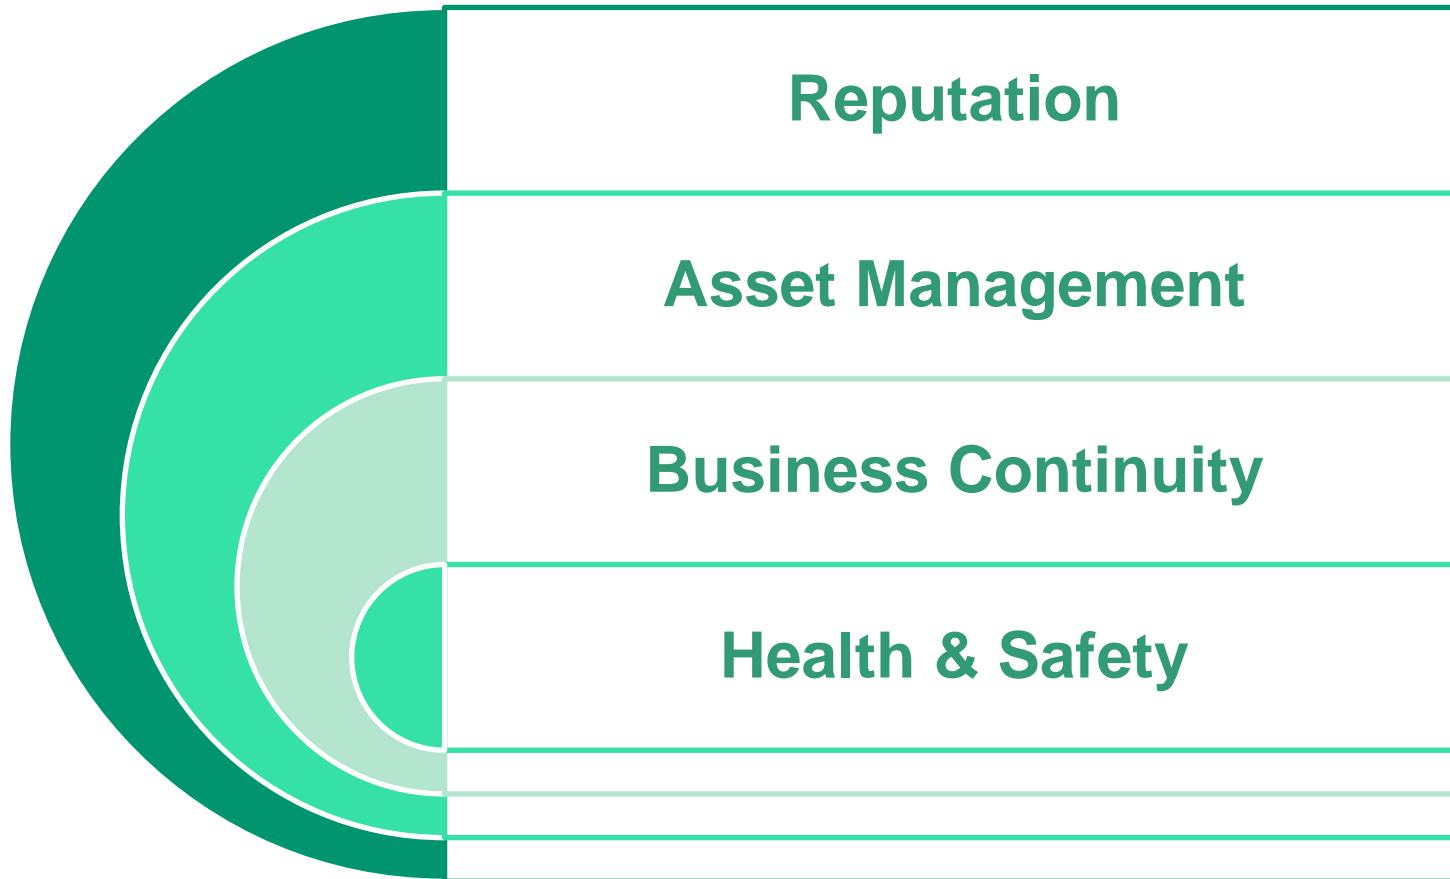 Reputation
Asset Management
Business Continuity
Health & Safety